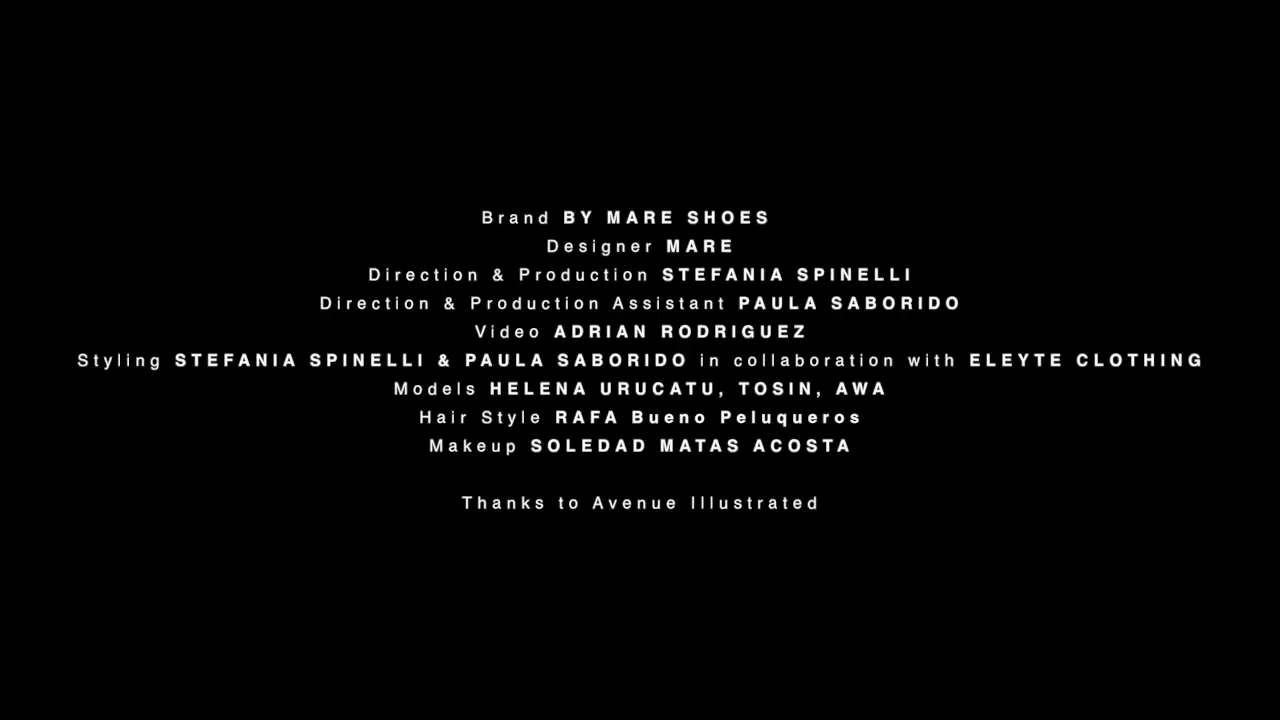 Brand BY MARE SHOES
Designer MARE
Direction & Production STEFANIA SPINELLI
Direction & Production Assistant PAULA SABORIDO
Video ADRIAN RODRIGUEZ
Styling STEFANIA SPINELLI & PAULA SABORIDO in collaboration with ELEYTE CLOTHING
Models HELENA URUCATU, TOSIN, AWA
Hair Style RAFA Bueno Peluqueros
Makeup SOLEDAD MATAS ACOSTA
Thanks to Avenue Illustrated